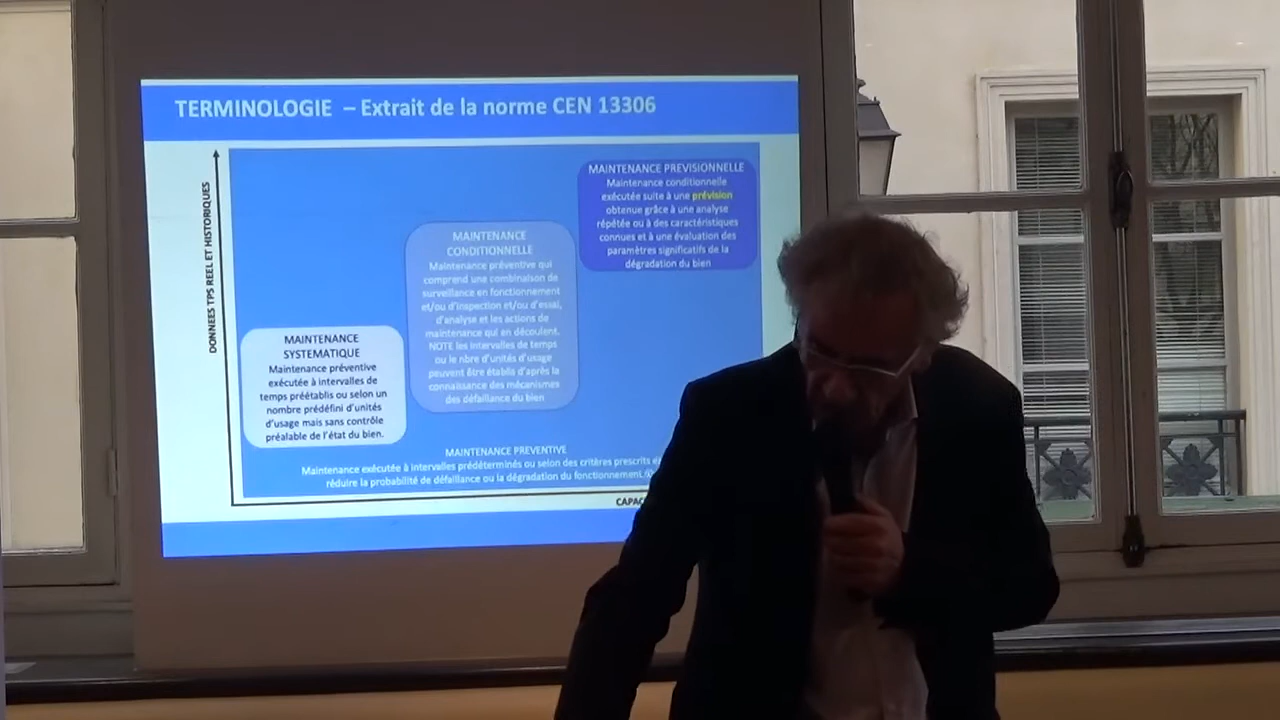 TERMINOLOGIE – Extrait de la norme CEN 13306
DONNEES TPS REEL ET HISTORIQUES
MAINTENANCE PREVISIONNELLE
Maintenance conditionnelle
exécutée suite à une prévision
obtenue grâce à une analyse
répétée ou à des caractéristiques
connues et à une évaluation des
paramètres significatifs de la
dégradation du bien
MAINTENANCE
CONDITIONNELLE
Maintenance préventive qui
comprend une combinaison de
surveillance en fonctionnement
et/ou d'inspection et/ou d'essai,
d'analyse et les actions de
maintenance qui en découlent.
NOTE les intervalles de temps
ou le nbre d'unités d'usage
peuvent être établis d'après la
connaissance des mécanismes
des défaillance du bien
MAINTENANCE
SYSTEMATIQUE
Maintenance préventive
exécutée à intervalles de
temps préétablis ou selon un
nombre prédéfini d'unités
d'usage mais sans contrôle
préalable de l'état du bien.
MAINTENANCE PREVENTIVE
Maintenance exécutée à intervalles prédéterminés ou selon des critères prescrits
réduire la probabilité de défaillance ou la dégradation du fonctionnement